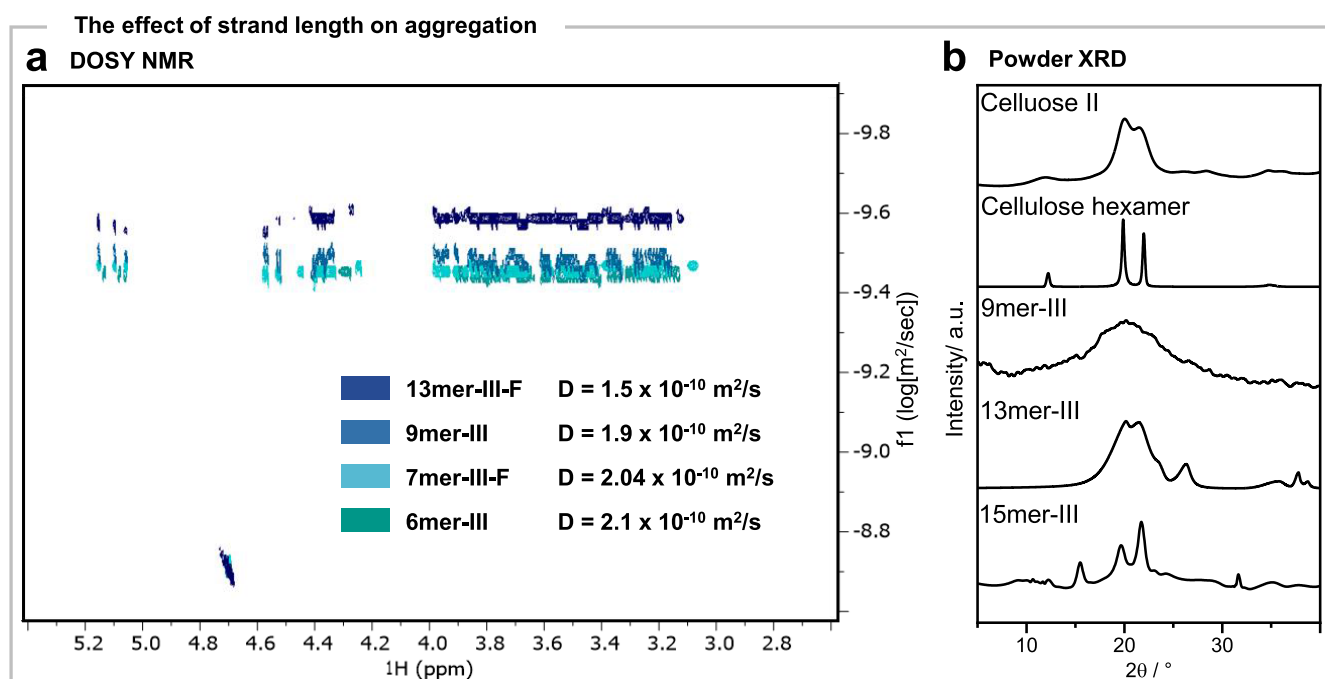 The effect of strand length on aggregation
a DOSY NMR
-9.8
-9.6
-9.4
-9.2
-9.0
-8.8
f1 (log[m²/sec])
13mer-III-F D = 1.5 x 10⁻¹⁰ m²/s
9mer-III D = 1.9 x 10⁻¹⁰ m²/s
7mer-III-F D = 2.04 x 10⁻¹⁰ m²/s
6mer-III D = 2.1 x 10⁻¹⁰ m²/s
5.2 5.0 4.8 4.6 4.4 4.2 4.0 3.8 3.6 3.4 3.2 3.0 2.8
1H (ppm)
b Powder XRD
Celluose II
Cellulose hexamer
9mer-III
13mer-III
15mer-III
Intensity/ a.u.
10 20 30
2θ / °